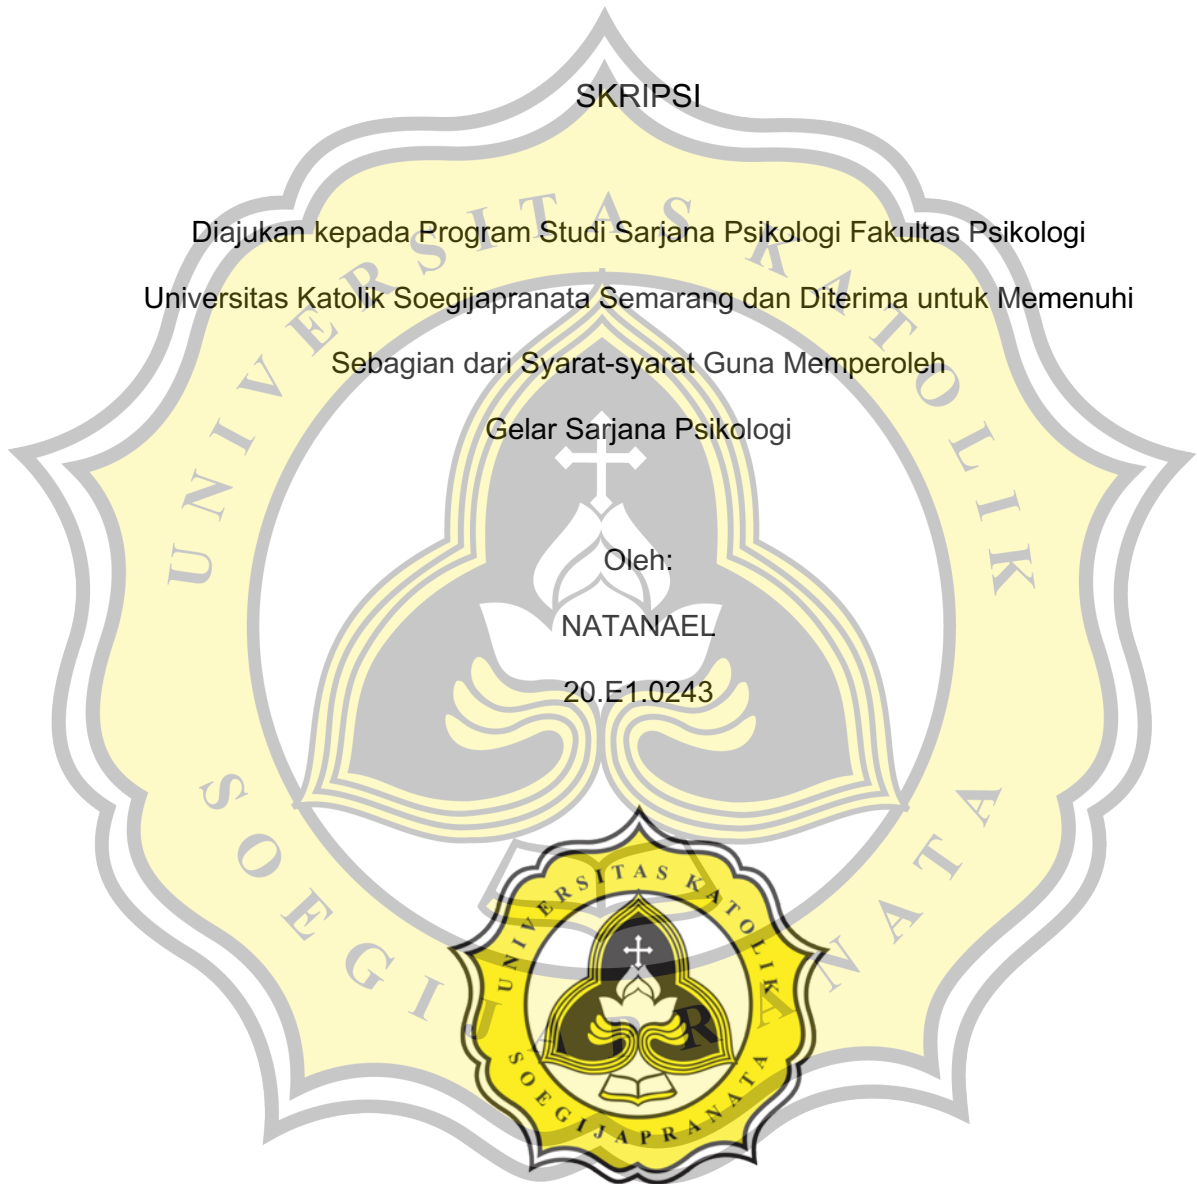 SKRIPSI
Diajukan kepada Program Studi Sarjana Psikologi Fakultas Psikologi
Universitas Katolik Soegijapranata Semarang dan Diterima untuk Memenuhi
Sebagian dari Syarat-syarat Guna Memperoleh
Gelar Sarjana Psikologi
Oleh:
NATANAEL
20.E1.0243
UNIVERSITAS KATOLIK
SOEGIJAPRANATA
UNIVERSITAS KATOLIK
SOEGIJAPRANATA